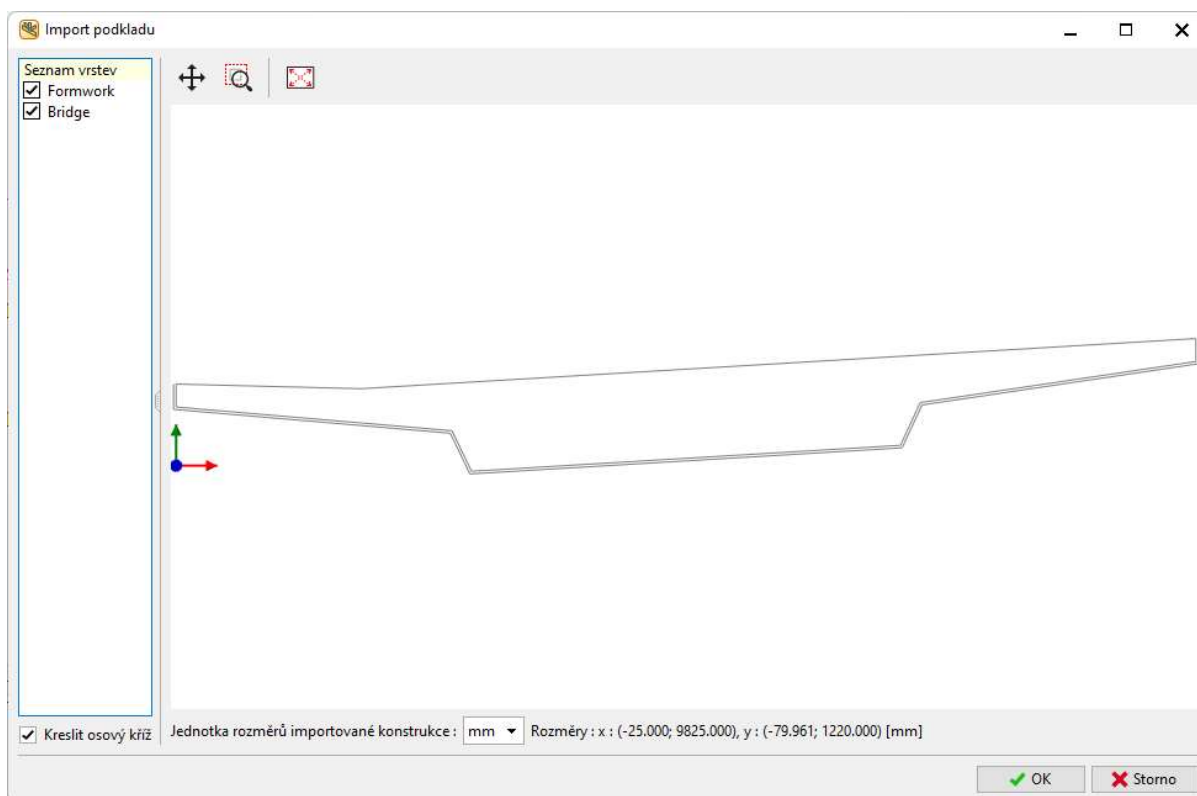 Import podkladu
Seznam vrstev
Formwork
Bridge
Kreslit osový kříž
Jednotka rozměrů importované konstrukce : mm Rozměry : x : (-25.000; 9825.000), y : (-79.961; 1220.000) [mm]
OK
Storno